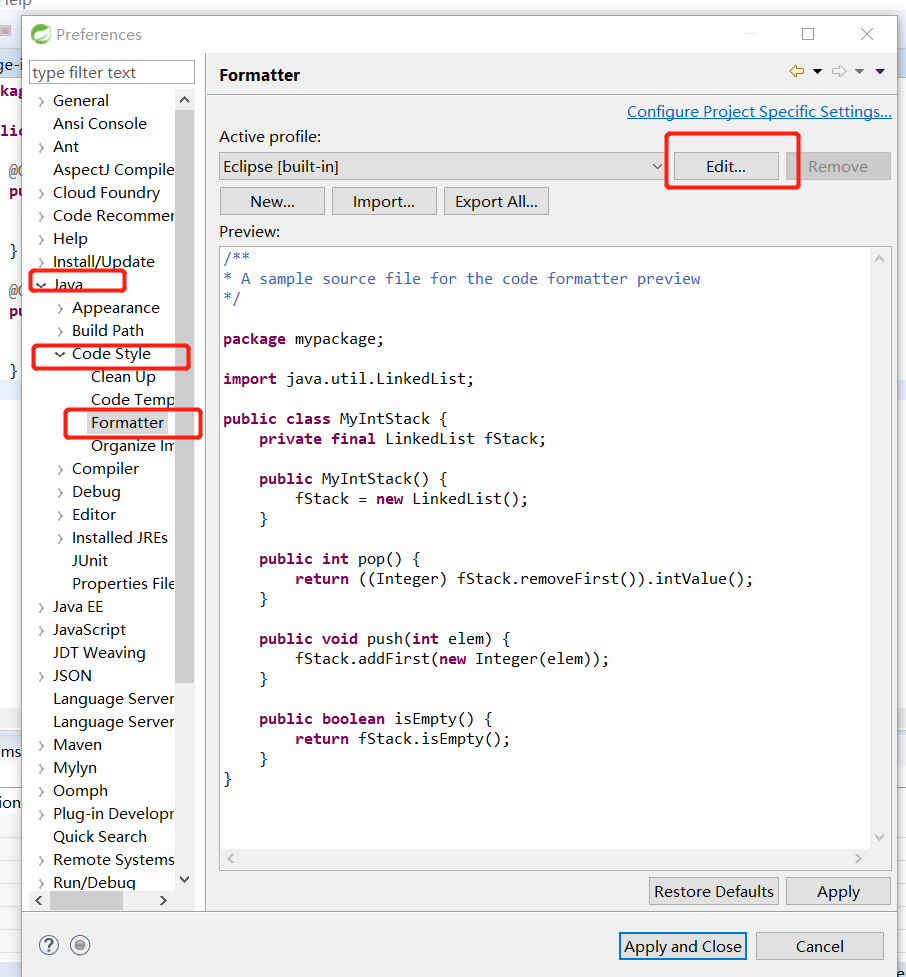 Help
Preferences
type filter text
General
Ansi Console
Ant
AspectJ Compile
Cloud Foundry
Code Recommen
Help
Install/Update
Java
Appearance
Build Path
Code Style
Clean Up
Code Temp
Formatter
Organize Im
Compiler
Debug
Editor
Installed JREs
JUnit
Properties File
Java EE
JavaScript
JDT Weaving
JSON
Language Server
Language Server
Maven
Mylyn
Oomph
Plug-in Developr
Quick Search
Remote Systems
Run/Debug
Formatter
Configure Project Specific Settings...
Active profile:
Eclipse [built-in]
Edit...
Remove
New...
Import...
Export All...
Preview:
/**
* A sample source file for the code formatter preview
*/
package mypackage;
import java.util.LinkedList;
public class MyIntStack {
private final LinkedList fStack;
public MyIntStack() {
fStack = new LinkedList();
}
public int pop() {
return ((Integer) fStack.removeFirst()).intValue();
}
public void push(int elem) {
fStack.addFirst(new Integer(elem));
}
public boolean isEmpty() {
return fStack.isEmpty();
}
}
Restore Defaults
Apply
Apply and Close
Cancel